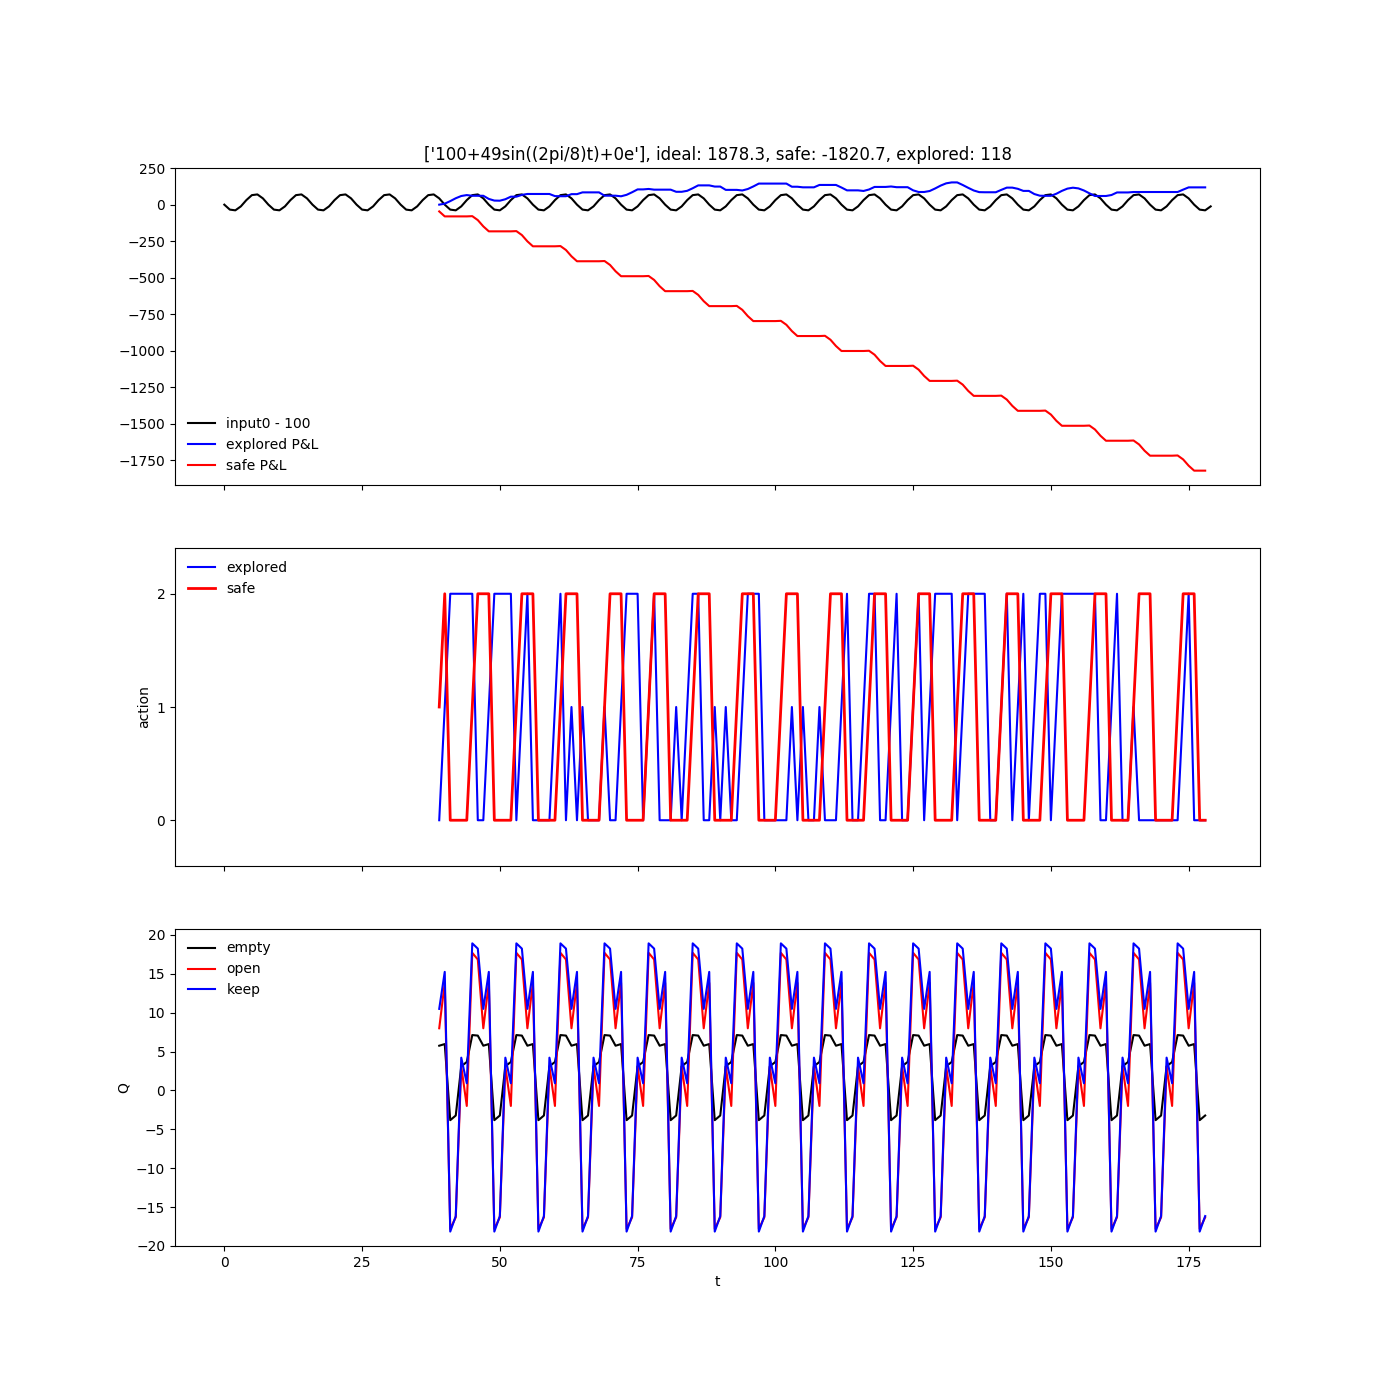 ['100+49sin((2pi/8)t)+0e'], ideal: 1878.3, safe: -1820.7, explored: 118
250
0
−250
−500
−750
−1000
−1250
−1500
−1750
input0 - 100
explored P&L
safe P&L
explored
safe
2
1
0
action
empty
open
keep
20
15
10
5
0
−5
−10
−15
−20
Q
0 25 50 75 100 125 150 175
t